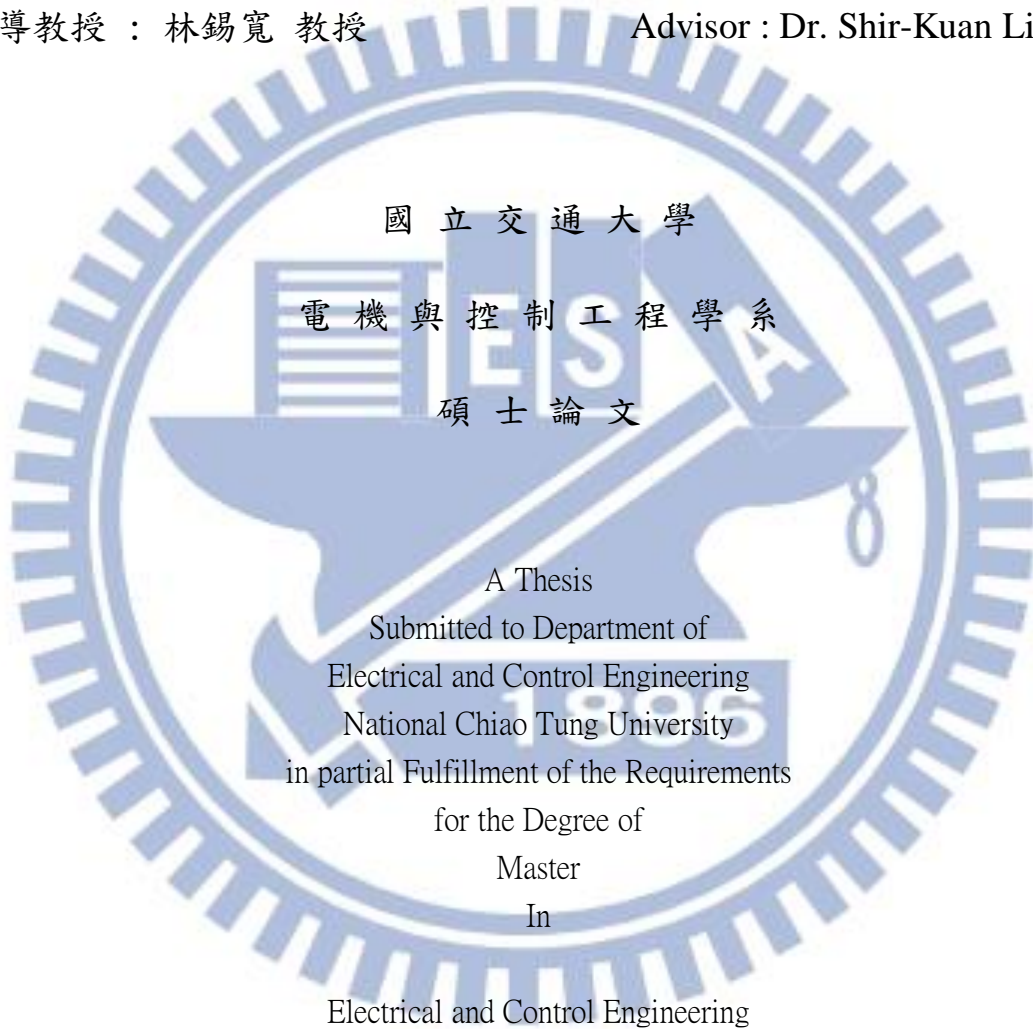 導教授 : 林錫寬 教授 Advisor : Dr. Shir-Kuan Li
國 立 交 通 大 學
電 機 與 控 制 工 程 學 系
碩 士 論 文
E S A
A Thesis
Submitted to Department of
Electrical and Control Engineering
1896
National Chiao Tung University
in partial Fulfillment of the Requirements
for the Degree of
Master
In
Electrical and Control Engineering